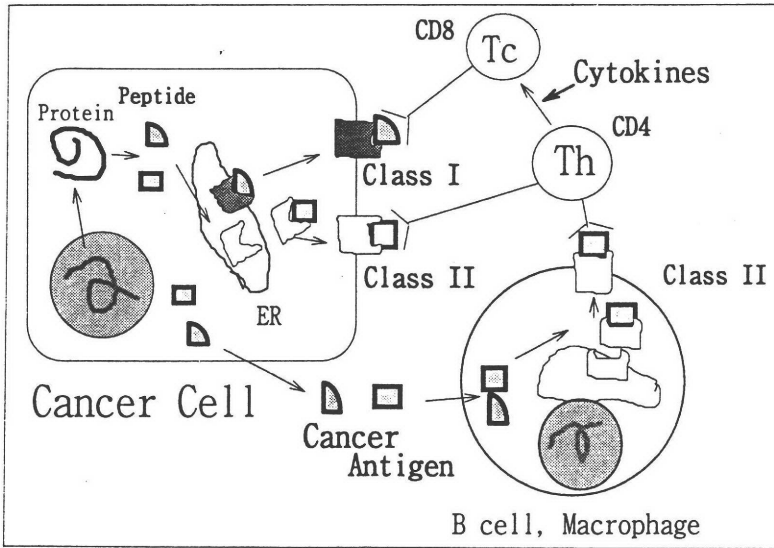 CD8
Tc
Cytokines
Peptide
Protein
CD4
Th
Class I
Class II
Class II
ER
Cancer Cell
Cancer
Antigen
B cell, Macrophage